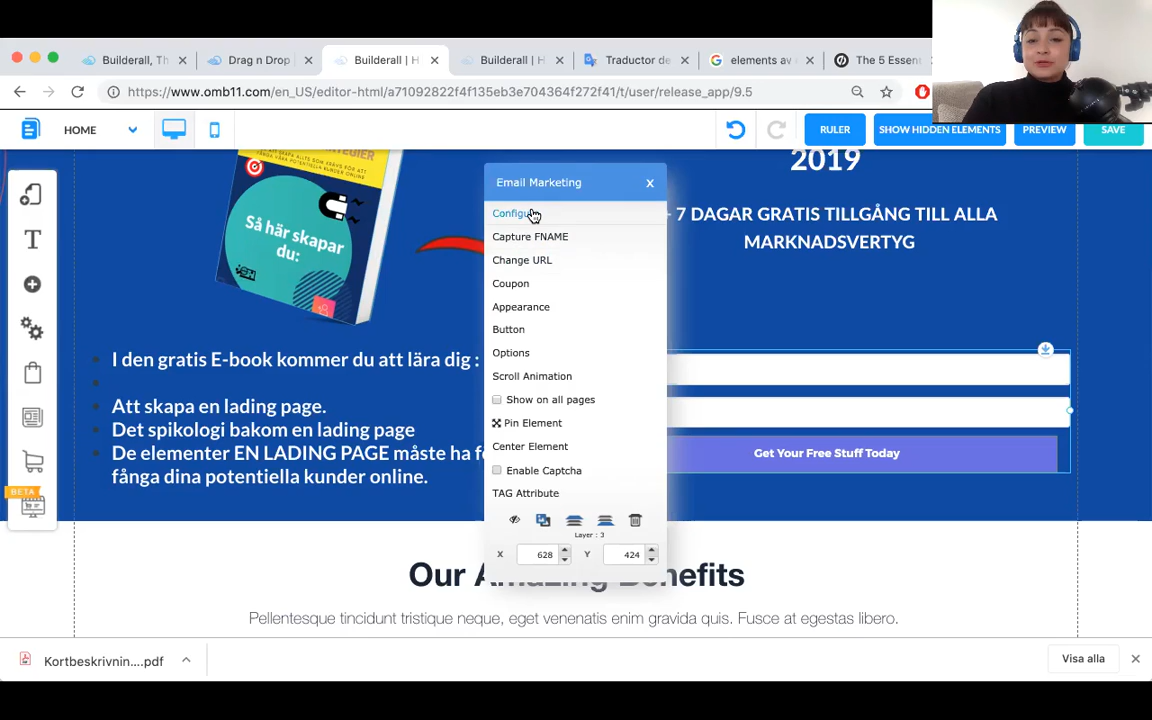 Builderall, Th
Drag n Drop
Builderall | H
Builderall | H
Traductor de
elements av
The 5 Essen
https://www.omb11.com/en_US/editor-html/a71092822f4f135eb3e704364f272f41/t/user/release_app/9.5
HOME
RULER
SHOW HIDDEN ELEMENTS
PREVIEW
SAVE
BETA
Så här skapar
du:
2019
- 7 DAGAR GRATIS TILLGÅNG TILL ALLA
MARKNADSVERTYG
Email Marketing X
Configu
Capture FNAME
Change URL
Coupon
Appearance
Button
Options
Scroll Animation
Show on all pages
Pin Element
Center Element
Enable Captcha
TAG Attribute
Layer : 3
X 628 Y 424
I den gratis E-book kommer du att lära dig :
Att skapa en lading page.
Det spikologi bakom en lading page
De elementer EN LADING PAGE måste ha f
fånga dina potentiella kunder online.
Get Your Free Stuff Today
Our Amazing Benefits
Pellentesque tincidunt tristique neque, eget venenatis enim gravida quis. Fusce at egestas libero.
Kortbeskrivnin....pdf
Visa alla